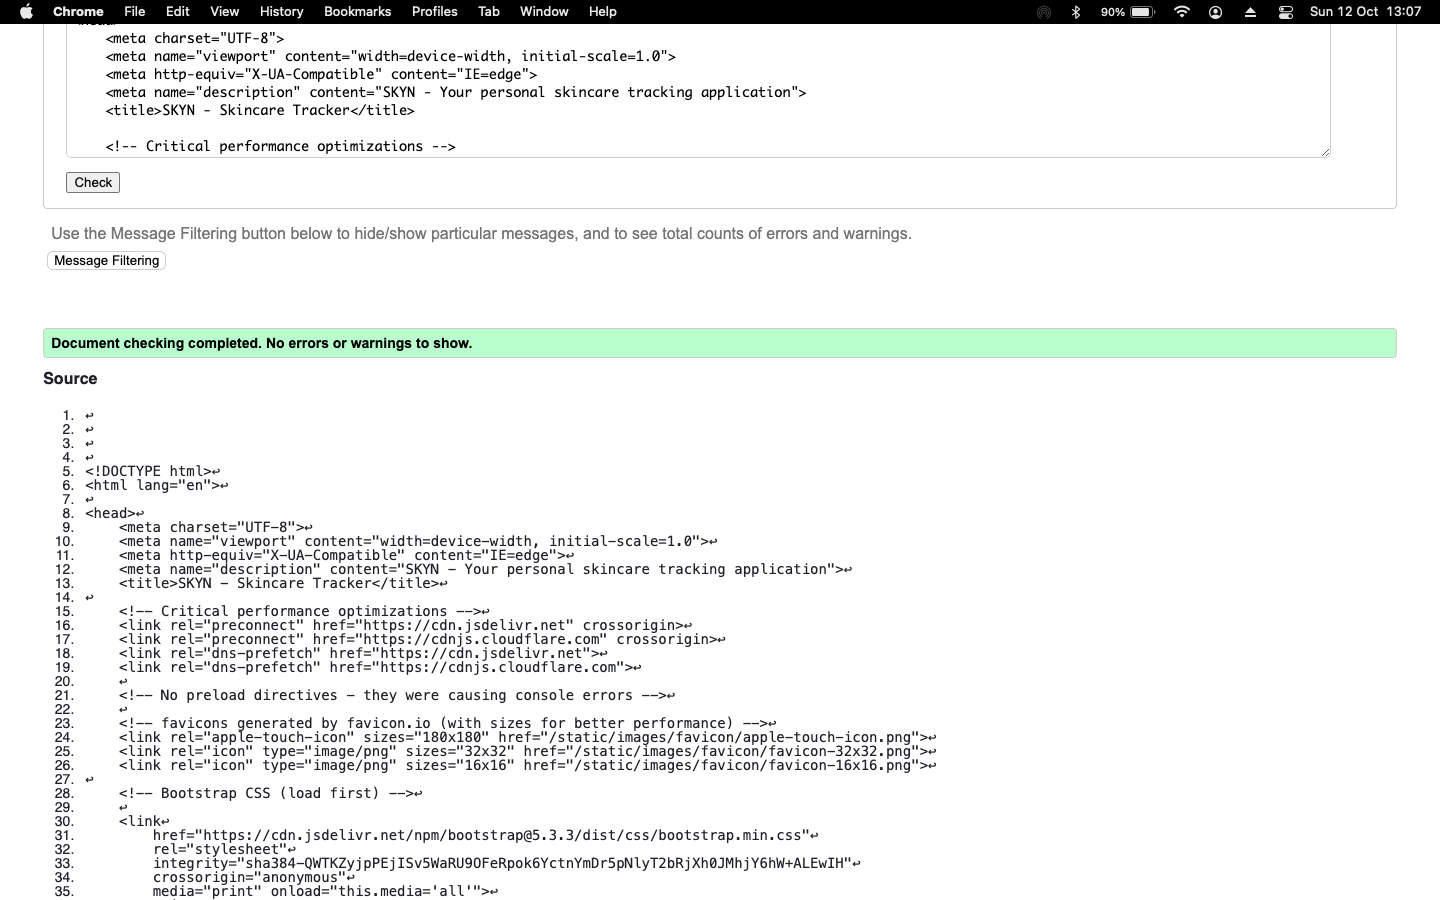 Chrome File Edit View History Bookmarks Profiles Tab Window Help 90% Sun 12 Oct 13:07
<meta charset="UTF-8">
<meta name="viewport" content="width=device-width, initial-scale=1.0">
<meta http-equiv="X-UA-Compatible" content="IE=edge">
<meta name="description" content="SKYN - Your personal skincare tracking application">
<title>SKYN - Skincare Tracker</title>
<!-- Critical performance optimizations -->
Check
Use the Message Filtering button below to hide/show particular messages, and to see total counts of errors and warnings.
Message Filtering
Document checking completed. No errors or warnings to show.
Source
1. ↩
2. ↩
3. ↩
4. ↩
5. <!DOCTYPE html>↩
6. <html lang="en">↩
7. ↩
8. <head>↩
9. <meta charset="UTF-8">↩
10. <meta name="viewport" content="width=device-width, initial-scale=1.0">↩
11. <meta http-equiv="X-UA-Compatible" content="IE=edge">↩
12. <meta name="description" content="SKYN - Your personal skincare tracking application">↩
13. <title>SKYN - Skincare Tracker</title>↩
14. ↩
15. <!-- Critical performance optimizations -->↩
16. <link rel="preconnect" href="https://cdn.jsdelivr.net" crossorigin>↩
17. <link rel="preconnect" href="https://cdnjs.cloudflare.com" crossorigin>↩
18. <link rel="dns-prefetch" href="https://cdn.jsdelivr.net">↩
19. <link rel="dns-prefetch" href="https://cdnjs.cloudflare.com">↩
20. ↩
21. <!-- No preload directives - they were causing console errors -->↩
22. ↩
23. <!-- favicons generated by favicon.io (with sizes for better performance) -->↩
24. <link rel="apple-touch-icon" sizes="180x180" href="/static/images/favicon/apple-touch-icon.png">↩
25. <link rel="icon" type="image/png" sizes="32x32" href="/static/images/favicon/favicon-32x32.png">↩
26. <link rel="icon" type="image/png" sizes="16x16" href="/static/images/favicon/favicon-16x16.png">↩
27. ↩
28. <!-- Bootstrap CSS (load first) -->↩
29. ↩
30. <link↩
31. href="https://cdn.jsdelivr.net/npm/bootstrap@5.3.3/dist/css/bootstrap.min.css"↩
32. rel="stylesheet"↩
33. integrity="sha384-QWTKZyjpPEjISv5WaRU9OFeRpok6YctnYmDr5pNlyT2bRjXh0JMhjY6hW+ALEwIH"↩
34. crossorigin="anonymous"↩
35. media="print" onload="this.media='all'">↩